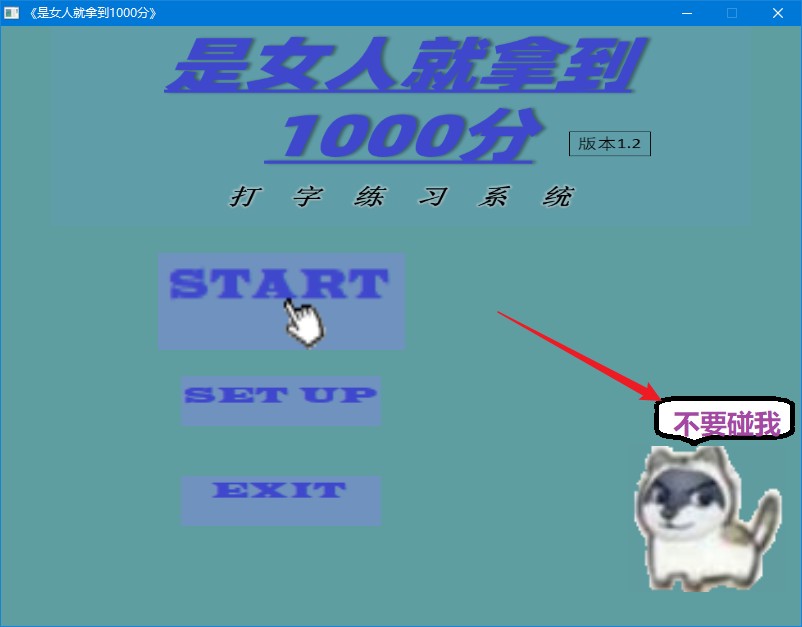 《是女人就拿到1000分》
是女人就拿到
1000分
版本1.2
打字练习系统
START
SET UP
EXIT
不要碰我